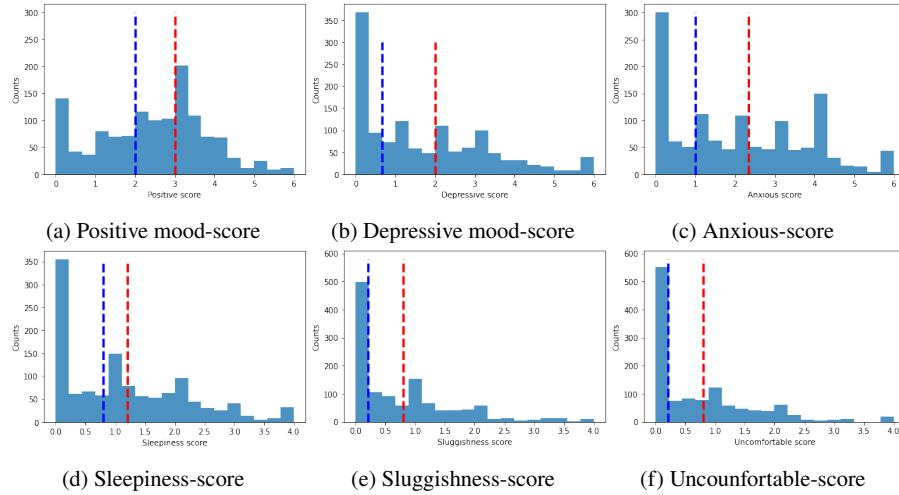 300
250
200
150
100
50
0
Counts
0 1 2 3 4 5 6
Positive score
(a) Positive mood-score
350
300
250
200
150
100
50
0
Counts
0 1 2 3 4 5 6
Depressive score
(b) Depressive mood-score
300
250
200
150
100
50
0
Counts
0 1 2 3 4 5 6
Anxious score
(c) Anxious-score
350
300
250
200
150
100
50
0
Counts
0.0 0.5 1.0 1.5 2.0 2.5 3.0 3.5 4.0
Sleepiness score
(d) Sleepiness-score
600
500
400
300
200
100
0
Counts
0.0 0.5 1.0 1.5 2.0 2.5 3.0 3.5 4.0
Sluggishness score
(e) Sluggishness-score
600
500
400
300
200
100
0
Counts
0.0 0.5 1.0 1.5 2.0 2.5 3.0 3.5 4.0
Uncomfortable score
(f) Uncounfortable-score